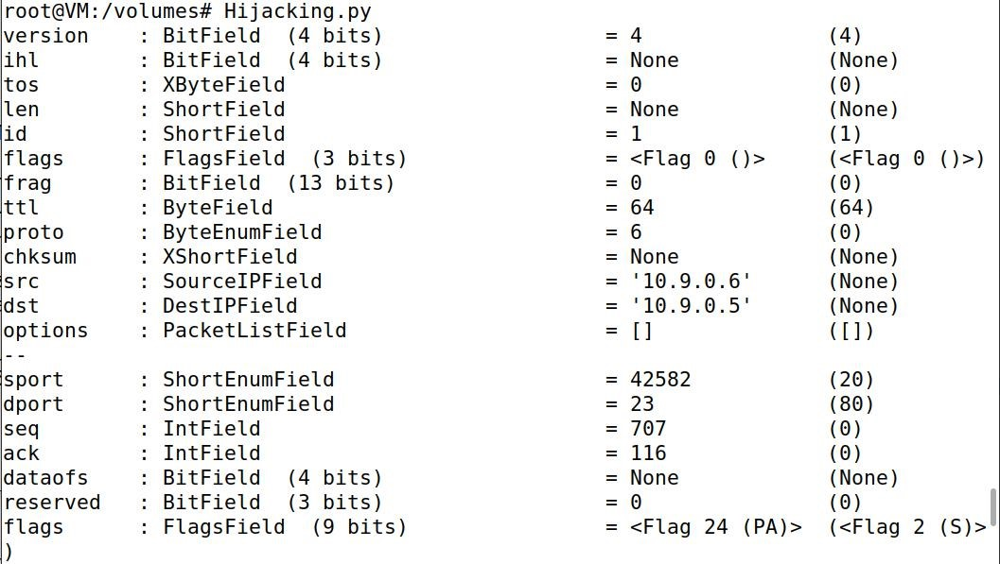 root@VM:/volumes# Hijacking.py
version    : BitField  (4 bits)                  = 4               (4)
ihl        : BitField  (4 bits)                  = None            (None)
tos        : XByteField                          = 0               (0)
len        : ShortField                          = None            (None)
id         : ShortField                          = 1               (1)
flags      : FlagsField  (3 bits)                = <Flag 0 ()>     (<Flag 0 ()>)
frag       : BitField  (13 bits)                 = 0               (0)
ttl        : ByteField                           = 64              (64)
proto      : ByteEnumField                       = 6               (0)
chksum     : XShortField                         = None            (None)
src        : SourceIPField                       = '10.9.0.6'      (None)
dst        : DestIPField                         = '10.9.0.5'      (None)
options    : PacketListField                     = []              ([])
--
sport      : ShortEnumField                      = 42582           (20)
dport      : ShortEnumField                      = 23              (80)
seq        : IntField                            = 707             (0)
ack        : IntField                            = 116             (0)
dataofs    : BitField  (4 bits)                  = None            (None)
reserved   : BitField  (3 bits)                  = 0               (0)
flags      : FlagsField  (9 bits)                = <Flag 24 (PA)>  (<Flag 2 (S)>
)